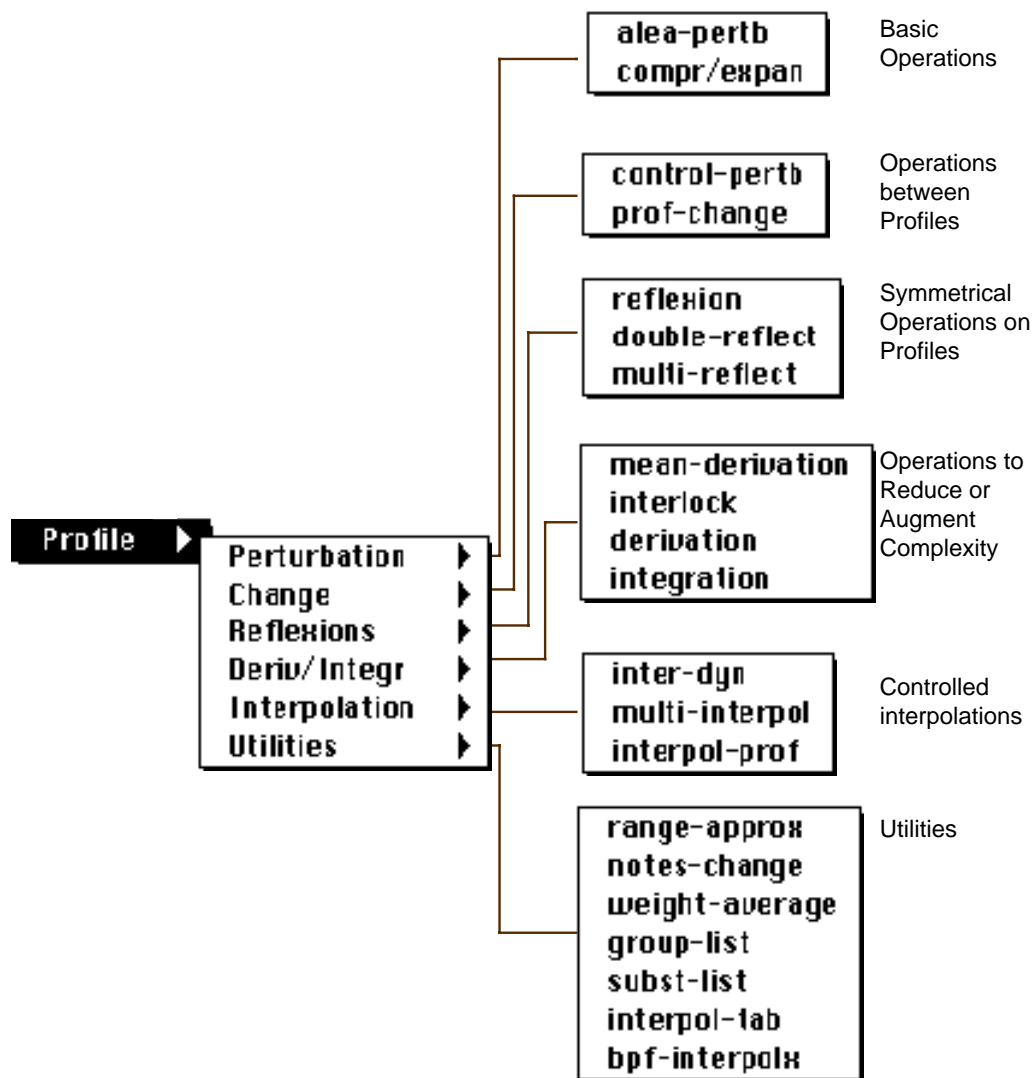 alea-pertb
compr/expan
Basic
Operations
control-pertb
prof-change
Operations
between
Profiles
reflexion
double-reflect
multi-reflect
Symmetrical
Operations on
Profiles
mean-derivation
interlock
derivation
integration
Operations to
Reduce or
Augment
Complexity
Profile
Perturbation
Change
Reflexions
Deriv/Integr
Interpolation
Utilities
inter-dyn
multi-interpol
interpol-prof
Controlled
interpolations
range-approx
notes-change
weight-average
group-list
subst-list
interpol-tab
bpf-interpolx
Utilities